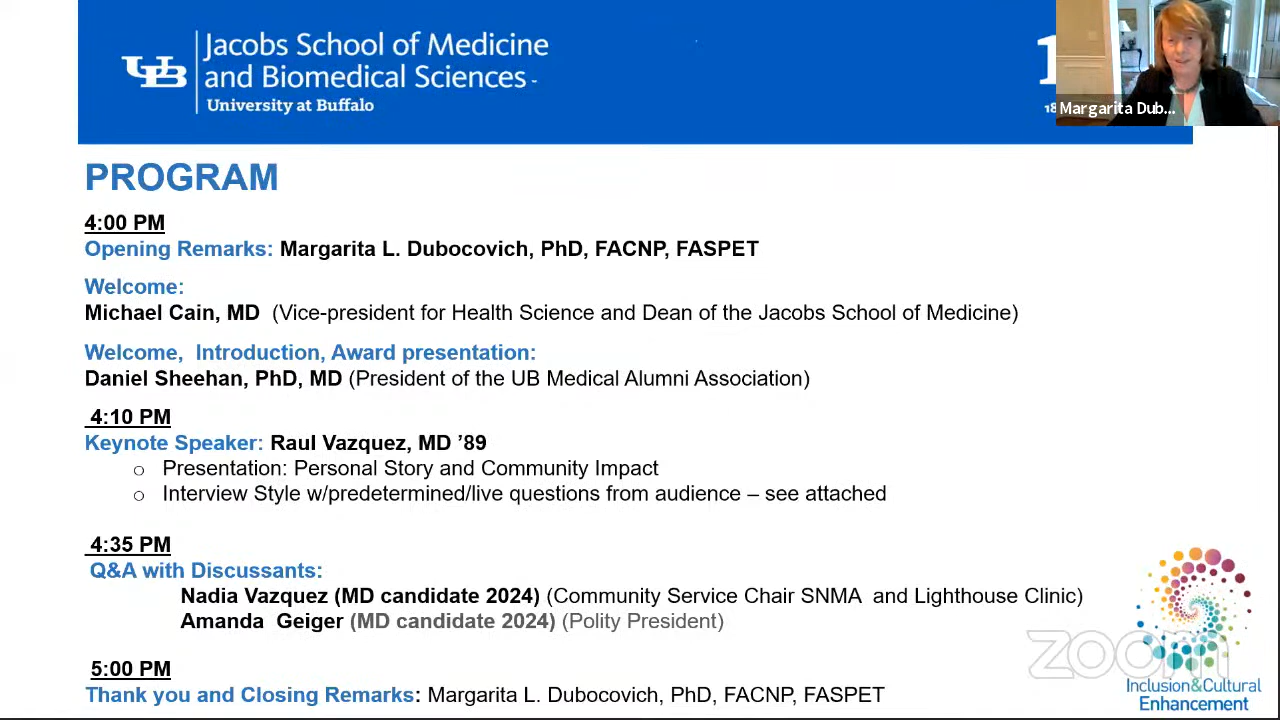 UB
Jacobs School of Medicine
and Biomedical Sciences
University at Buffalo
Margarita Dub...
PROGRAM
4:00 PM
Opening Remarks: Margarita L. Dubocovich, PhD, FACNP, FASPET
Welcome:
Michael Cain, MD (Vice-president for Health Science and Dean of the Jacobs School of Medicine)
Welcome, Introduction, Award presentation:
Daniel Sheehan, PhD, MD (President of the UB Medical Alumni Association)
4:10 PM
Keynote Speaker: Raul Vazquez, MD ’89
o Presentation: Personal Story and Community Impact
o Interview Style w/predetermined/live questions from audience – see attached
4:35 PM
Q&A with Discussants:
Nadia Vazquez (MD candidate 2024) (Community Service Chair SNMA and Lighthouse Clinic)
Amanda Geiger (MD candidate 2024) (Polity President)
5:00 PM
Thank you and Closing Remarks: Margarita L. Dubocovich, PhD, FACNP, FASPET
zoom
Inclusion&Cultural
Enhancement